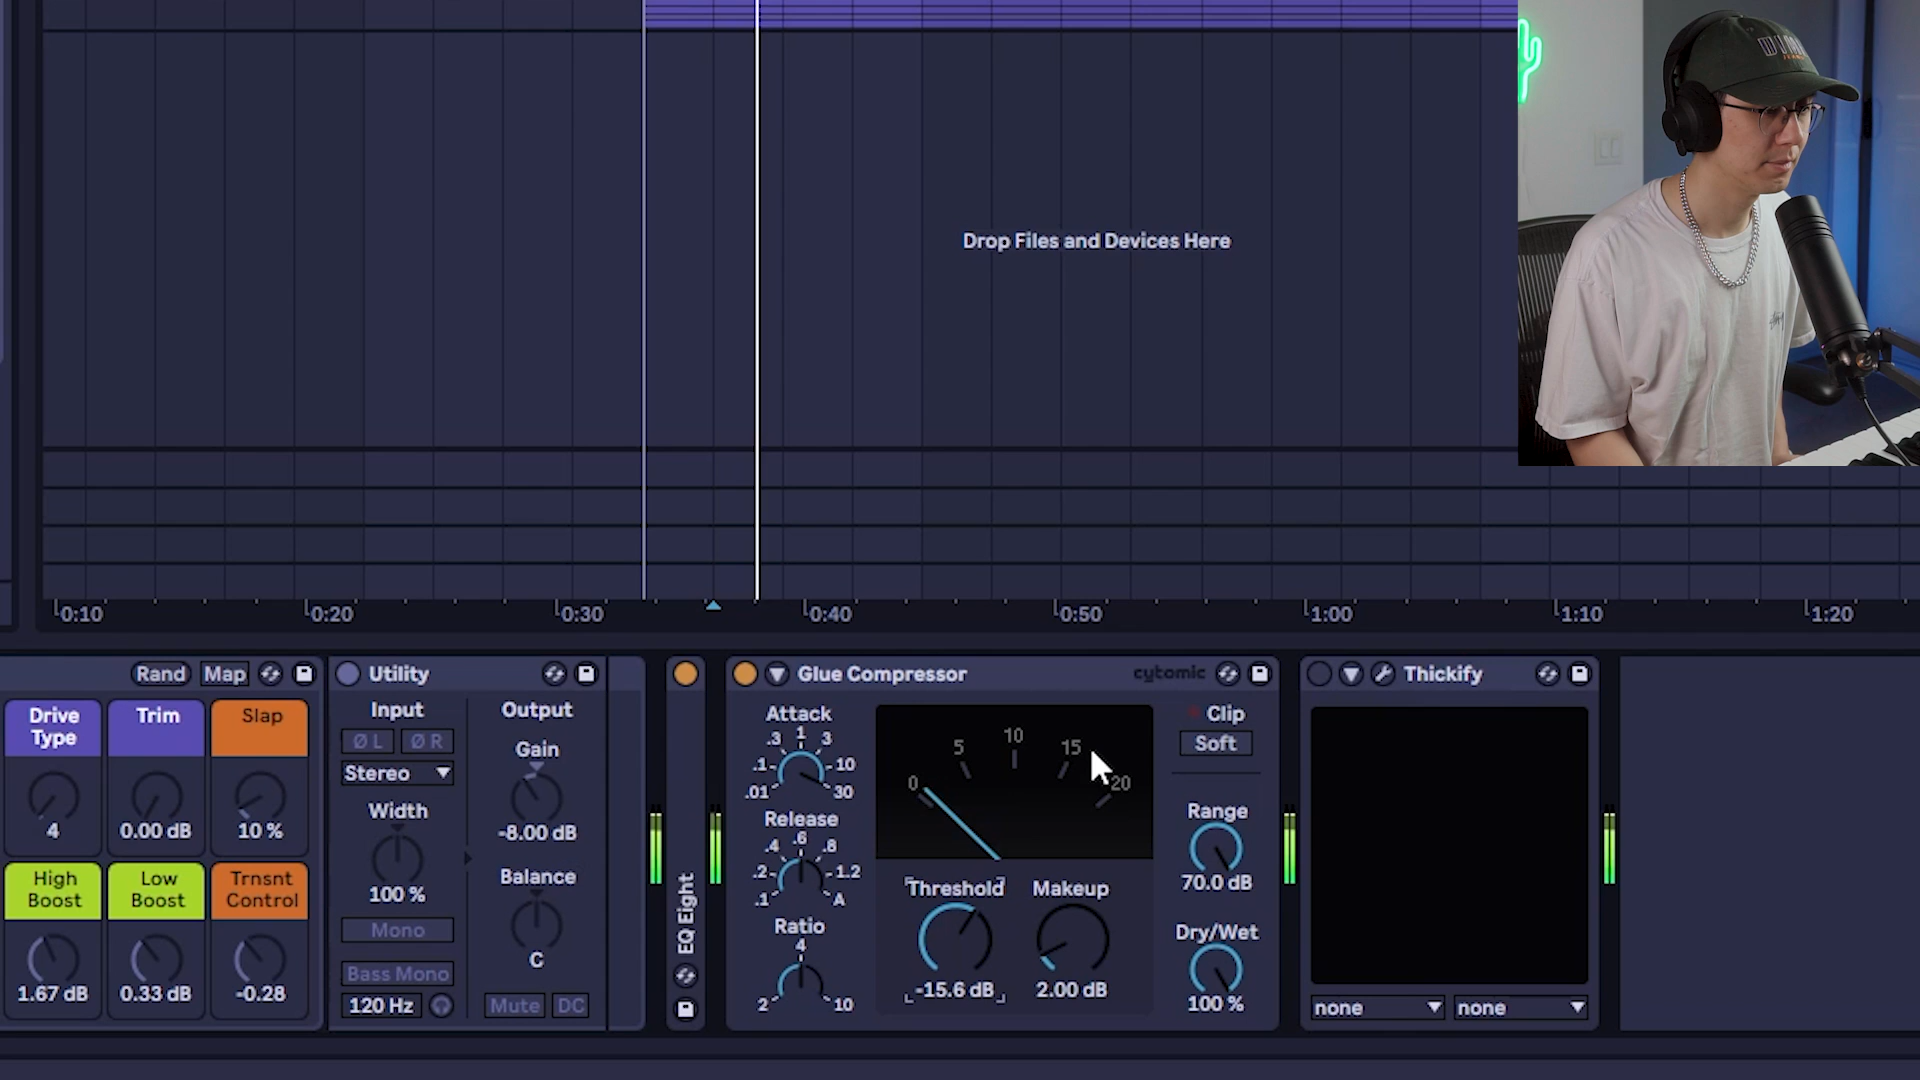 Drop Files and Devices Here
0:10
0:20
0:30
0:40
0:50
1:00
1:10
1:20
Rand
Map
Drive
Type
4
Trim
0.00 dB
Slap
10 %
High
Boost
1.67 dB
Low
Boost
0.33 dB
Trnsnt
Control
-0.28
Utility
Input
Ø L
Ø R
Stereo
Width
100 %
Mono
Bass Mono
120 Hz
Output
Gain
-8.00 dB
Balance
C
Mute
DC
EQ Eight
Glue Compressor
cytomic
Attack
.01
.1
.3
1
3
10
30
Release
.1
.2
.4
.6
.8
1.2
A
Ratio
2
4
10
0
5
10
15
20
Threshold
-15.6 dB
Makeup
2.00 dB
Clip
Soft
Range
70.0 dB
Dry/Wet
100 %
Thickify
none
none